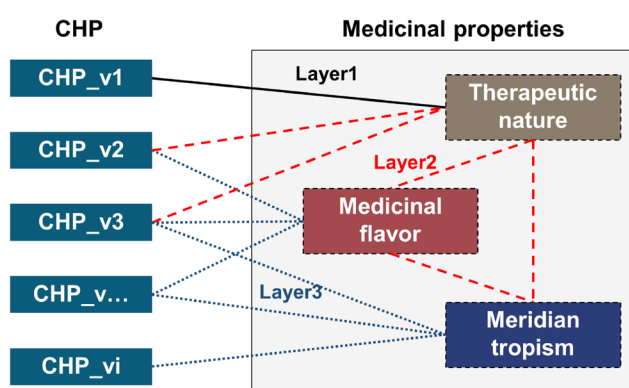 CHP
Medicinal properties
CHP_v1
Layer1
Therapeutic
nature
CHP_v2
Layer2
CHP_v3
Medicinal
flavor
CHP_v...
Layer3
Meridian
tropism
CHP_vi